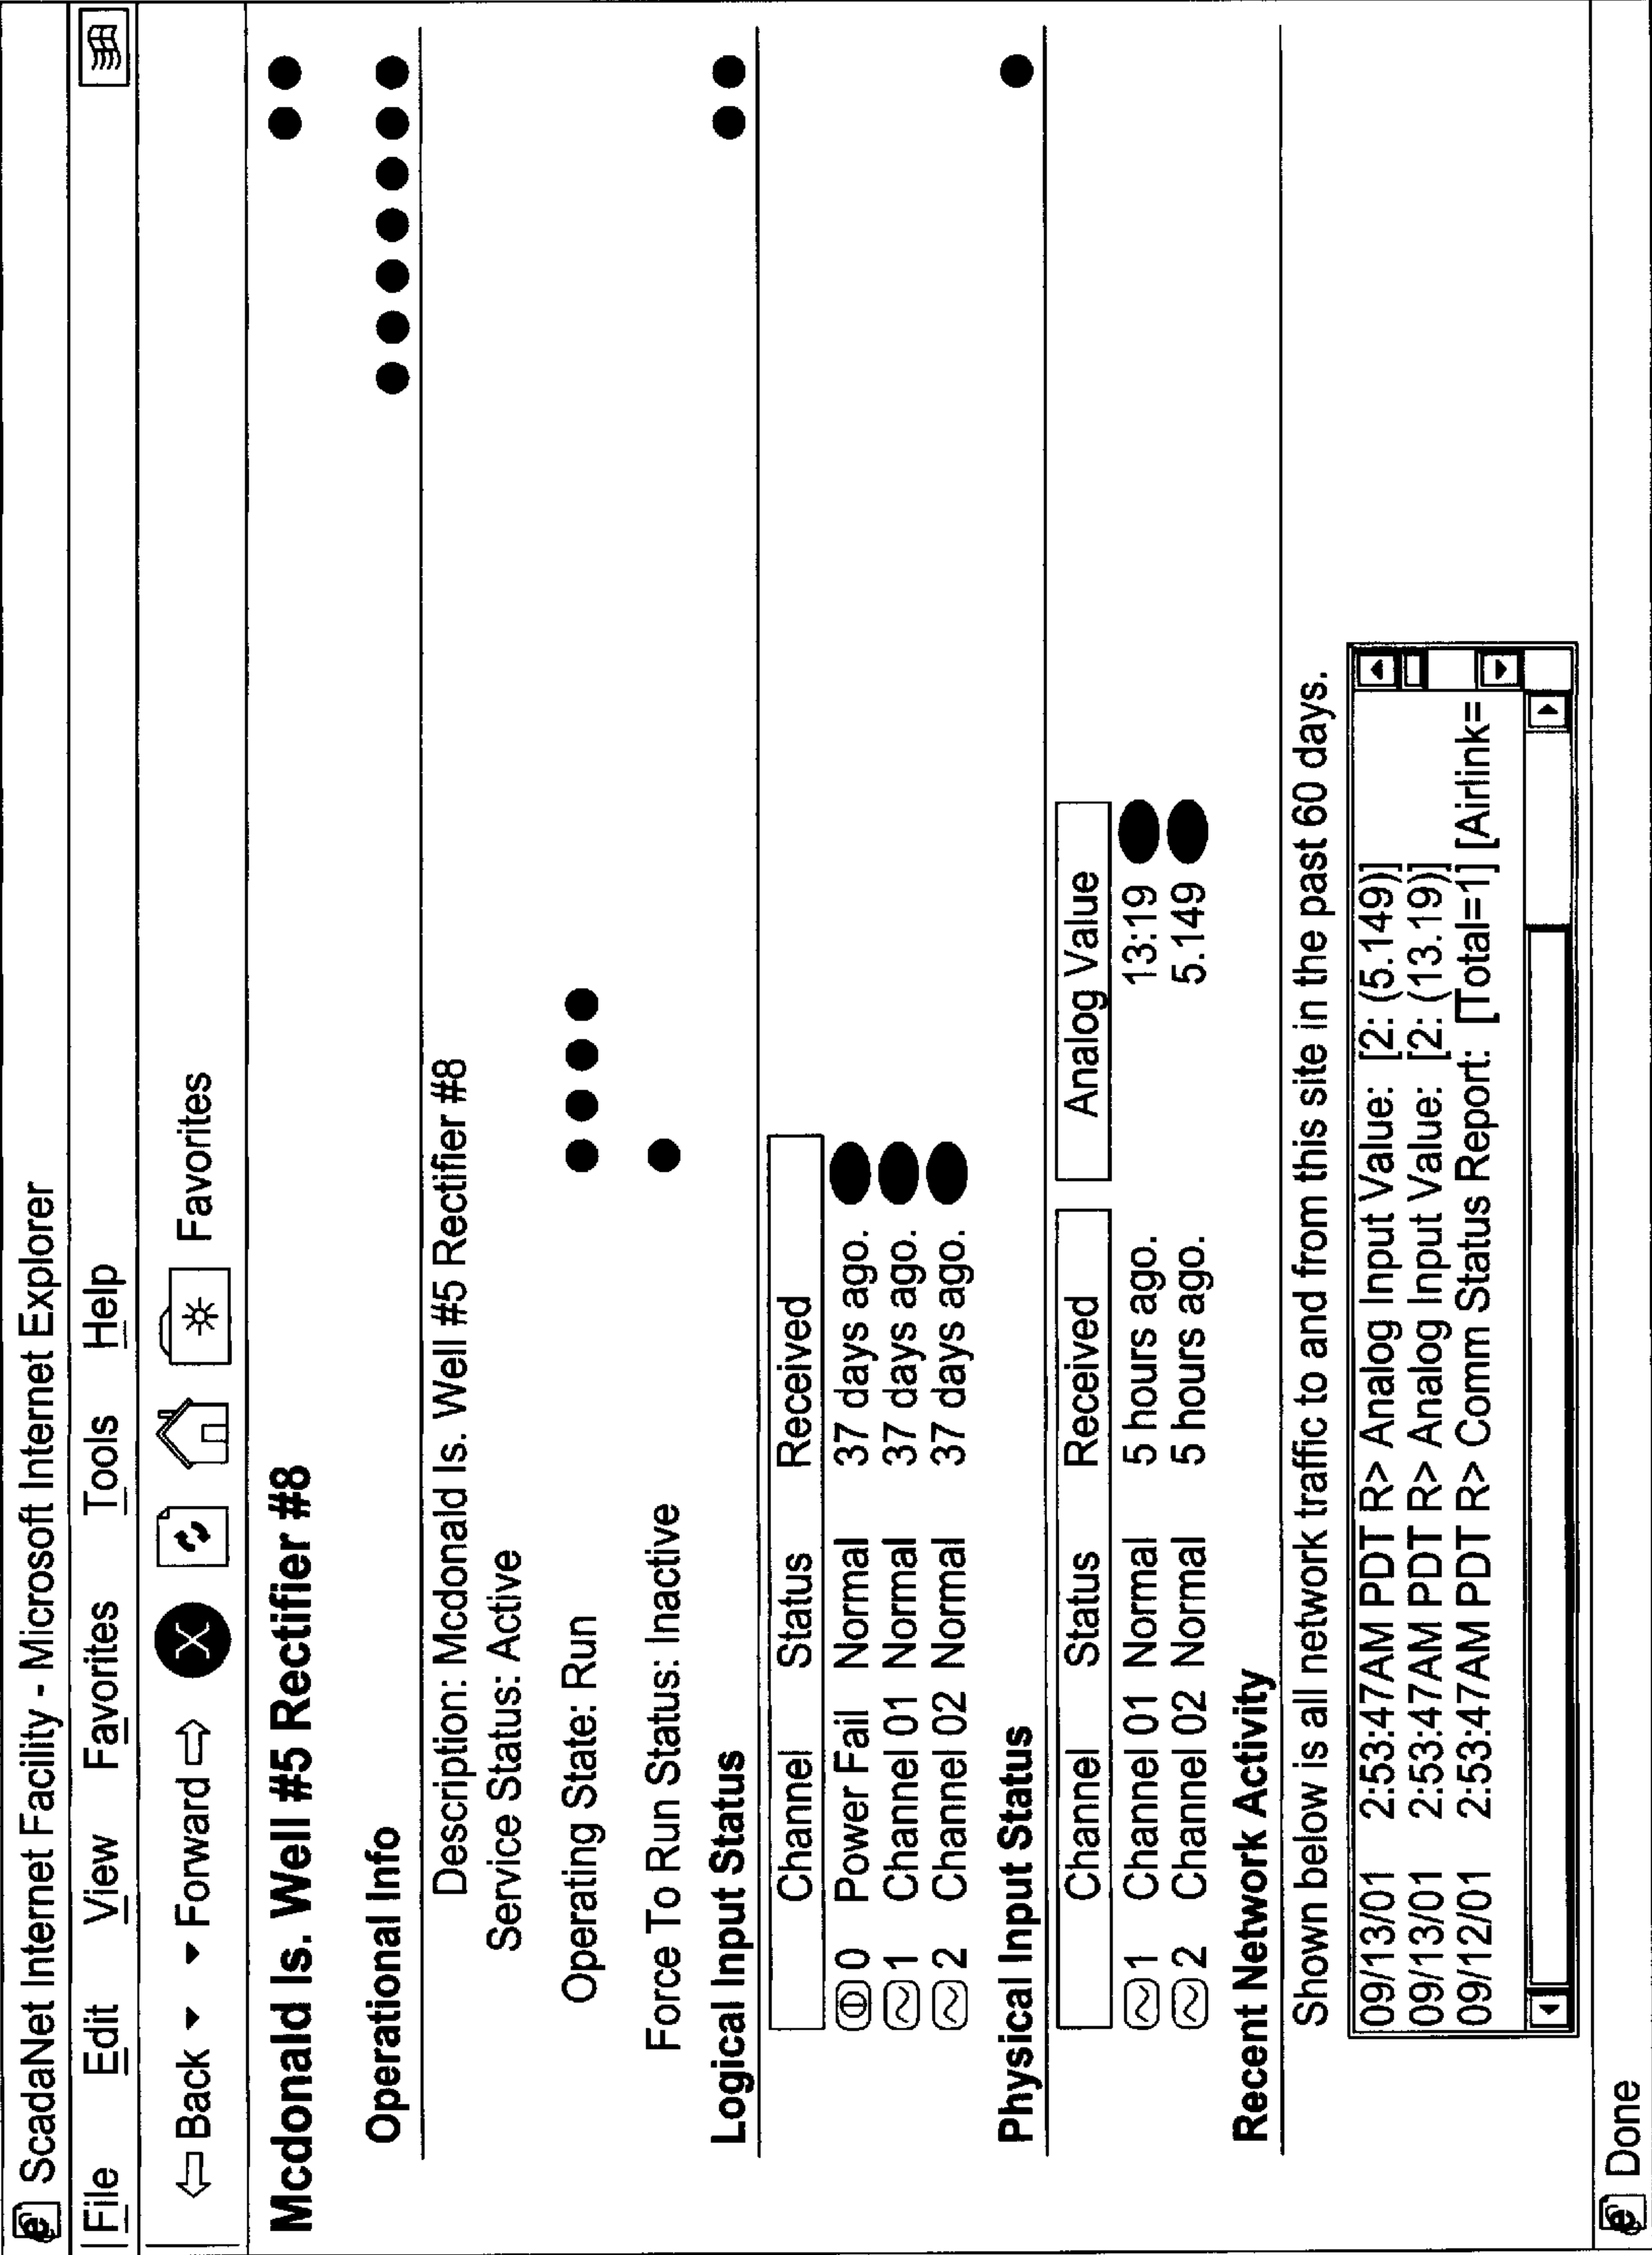 ScadaNet Internet Facility - Microsoft Internet Explorer
File Edit View Favorites Tools Help
Back Forward Favorites
Mcdonald Is. Well #5 Rectifier #8
Operational Info
Description: Mcdonald Is. Well #5 Rectifier #8
Service Status: Active
Operating State: Run
Force To Run Status: Inactive
Logical Input Status
Channel Status Received
0 Power Fail Normal 37 days ago.
1 Channel 01 Normal 37 days ago.
2 Channel 02 Normal 37 days ago.
Physical Input Status
Channel Status Received Analog Value
1 Channel 01 Normal 5 hours ago. 13:19
2 Channel 02 Normal 5 hours ago. 5.149
Recent Network Activity
Shown below is all network traffic to and from this site in the past 60 days.
09/13/01 2:53:47AM PDT R> Analog Input Value: [2: (5.149)]
09/13/01 2:53:47AM PDT R> Analog Input Value: [2: (13.19)]
09/12/01 2:53:47AM PDT R> Comm Status Report: [Total=1] [Airlink=
Done